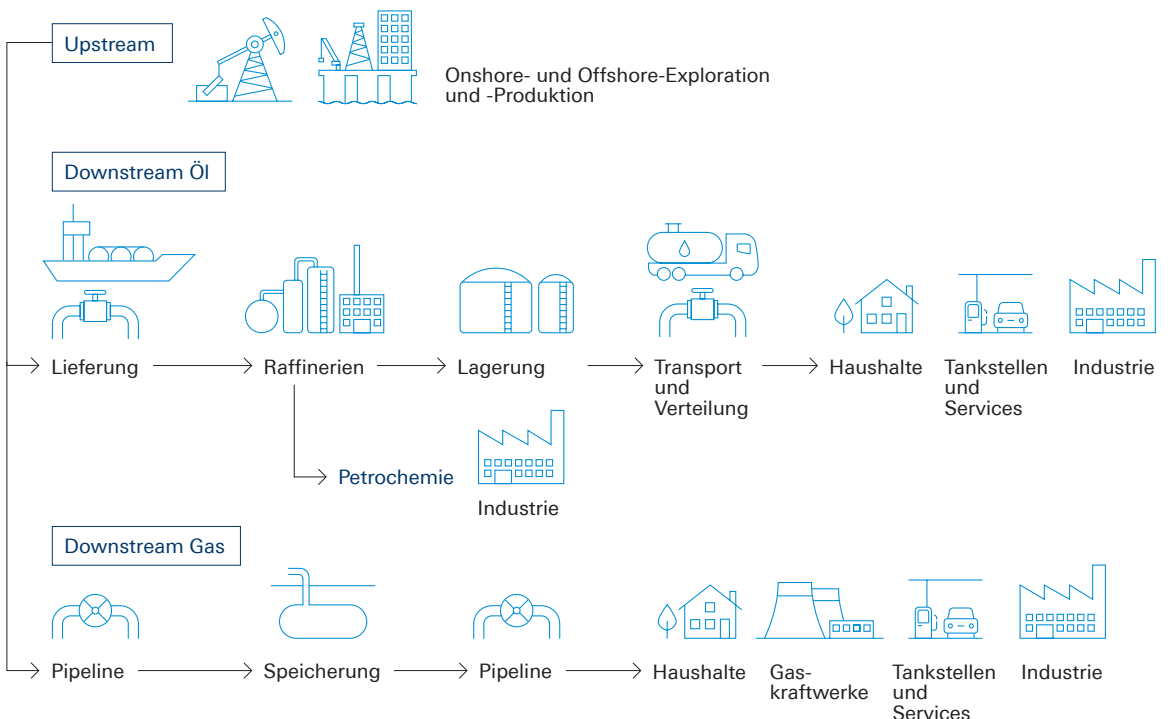 Upstream
Onshore- und Offshore-Exploration
und -Produktion
Downstream Öl
Lieferung
Raffinerien
Lagerung
Transport
und
Verteilung
Haushalte
Tankstellen
und
Services
Industrie
Petrochemie
Industrie
Downstream Gas
Pipeline
Speicherung
Pipeline
Haushalte
Gas-
kraftwerke
Tankstellen
und
Services
Industrie